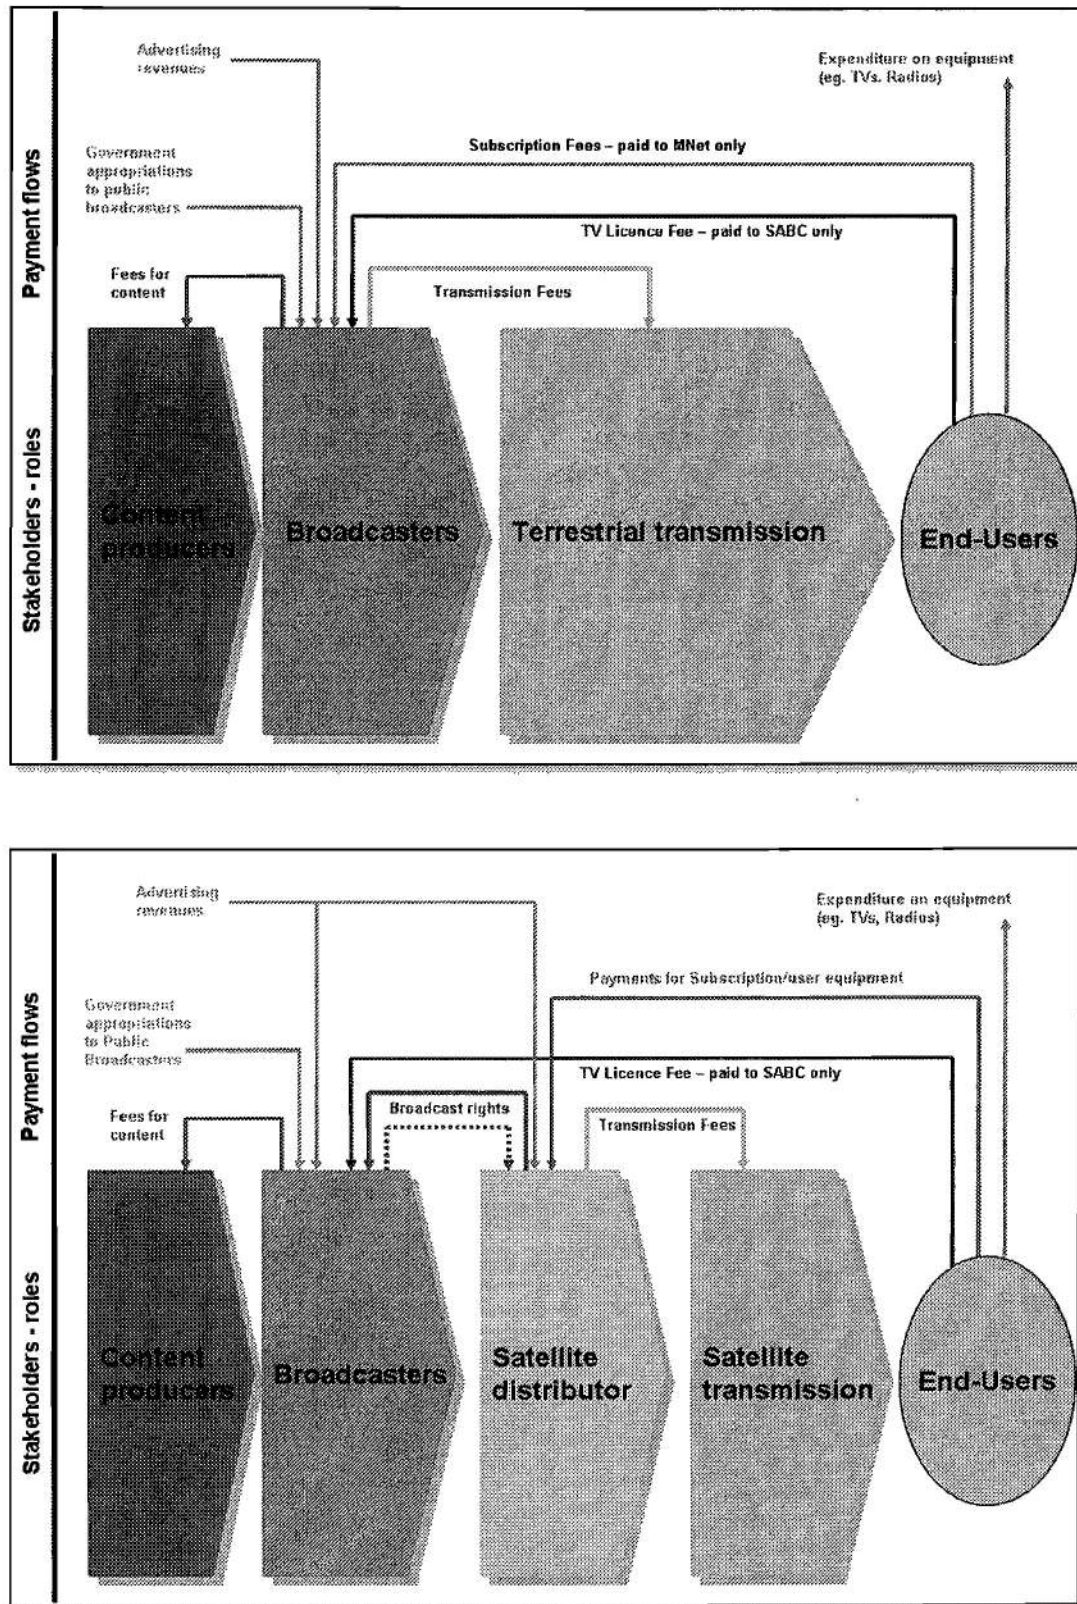 Payment flows
Stakeholders - roles
Advertising
revenues
Expenditure on equipment
(eg. TVs. Radios)
Government
appropriations
to public
broadcasters
Subscription Fees – paid to MNet only
TV Licence Fee – paid to SABC only
Fees for
content
Transmission Fees
Content
producers
Broadcasters
Terrestrial transmission
End-Users
Payment flows
Stakeholders - roles
Advertising
revenues
Expenditure on equipment
(eg. TVs, Radios)
Payments for Subscription/user equipment
Government
appropriations
to Public
Broadcasters
TV Licence Fee – paid to SABC only
Broadcast rights
Fees for
content
Transmission Fees
Content
producers
Broadcasters
Satellite
distributor
Satellite
transmission
End-Users